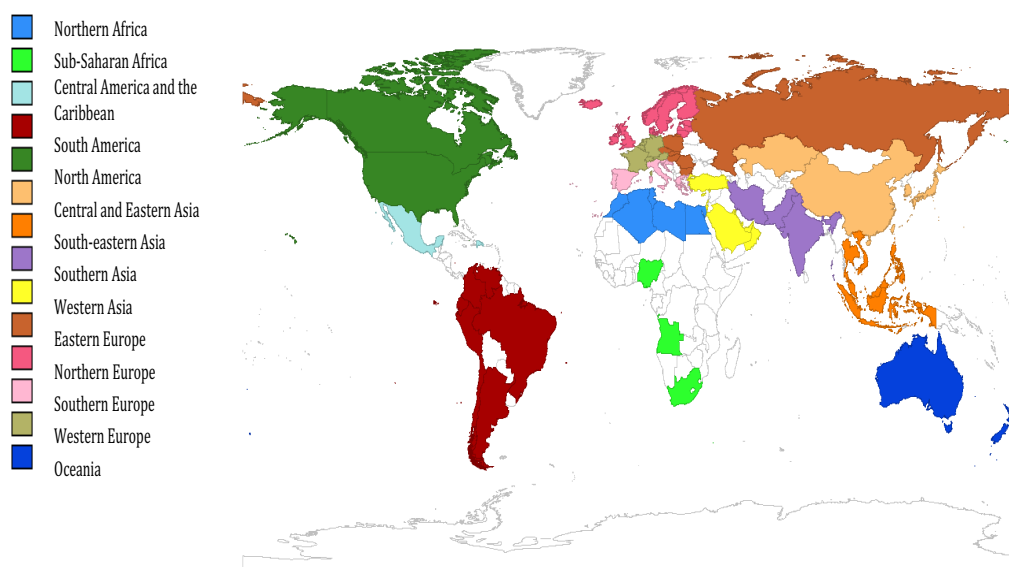 Northern Africa
Sub-Saharan Africa
Central America and the
Caribbean
South America
North America
Central and Eastern Asia
South-eastern Asia
Southern Asia
Western Asia
Eastern Europe
Northern Europe
Southern Europe
Western Europe
Oceania